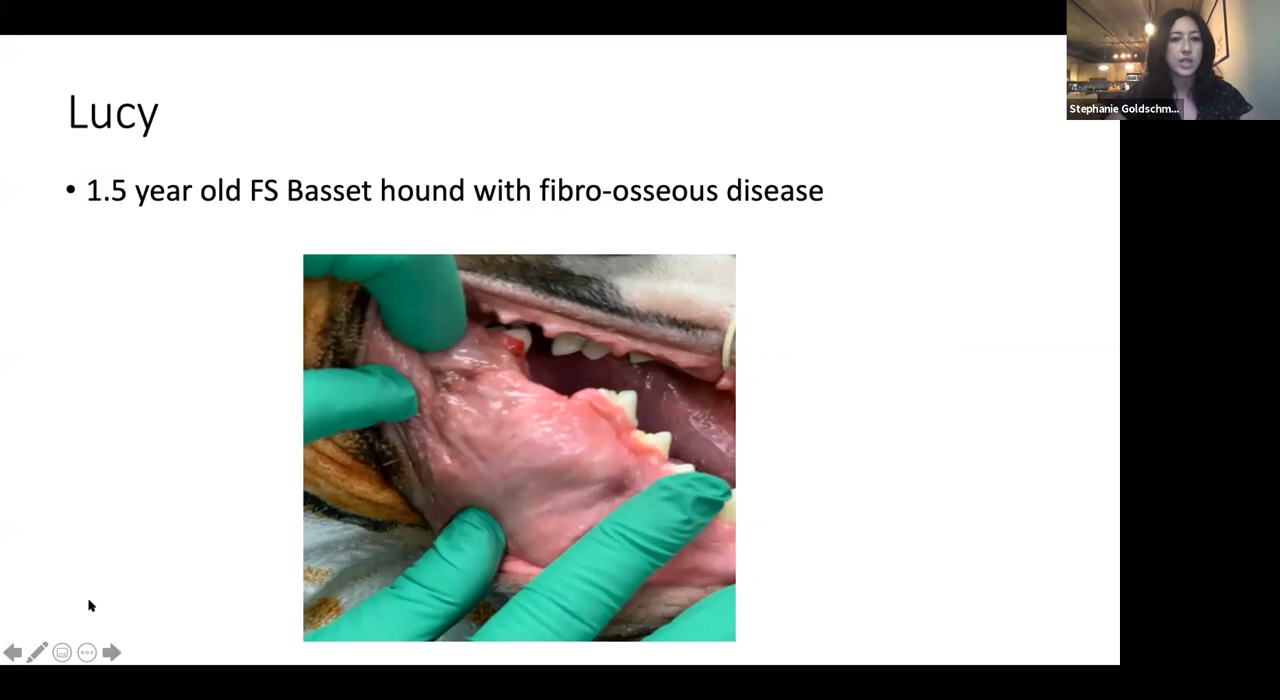 Stephanie Goldschm...
Lucy
• 1.5 year old FS Basset hound with fibro-osseous disease